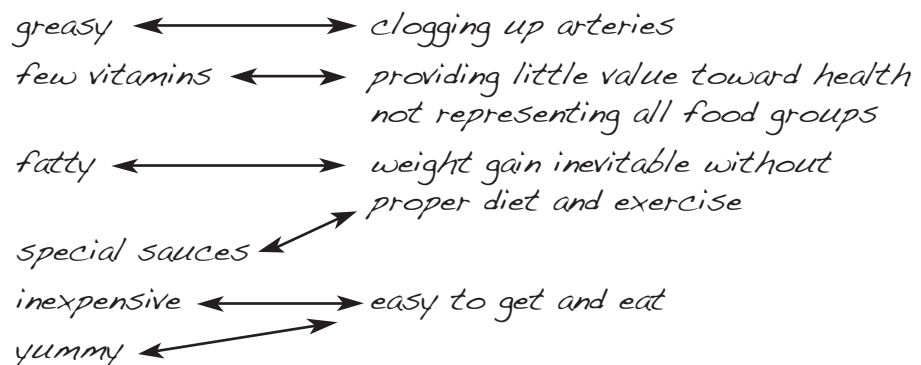 greasy clogging up arteries
few vitamins providing little value toward health
not representing all food groups
fatty weight gain inevitable without
proper diet and exercise
special sauces
inexpensive easy to get and eat
yummy